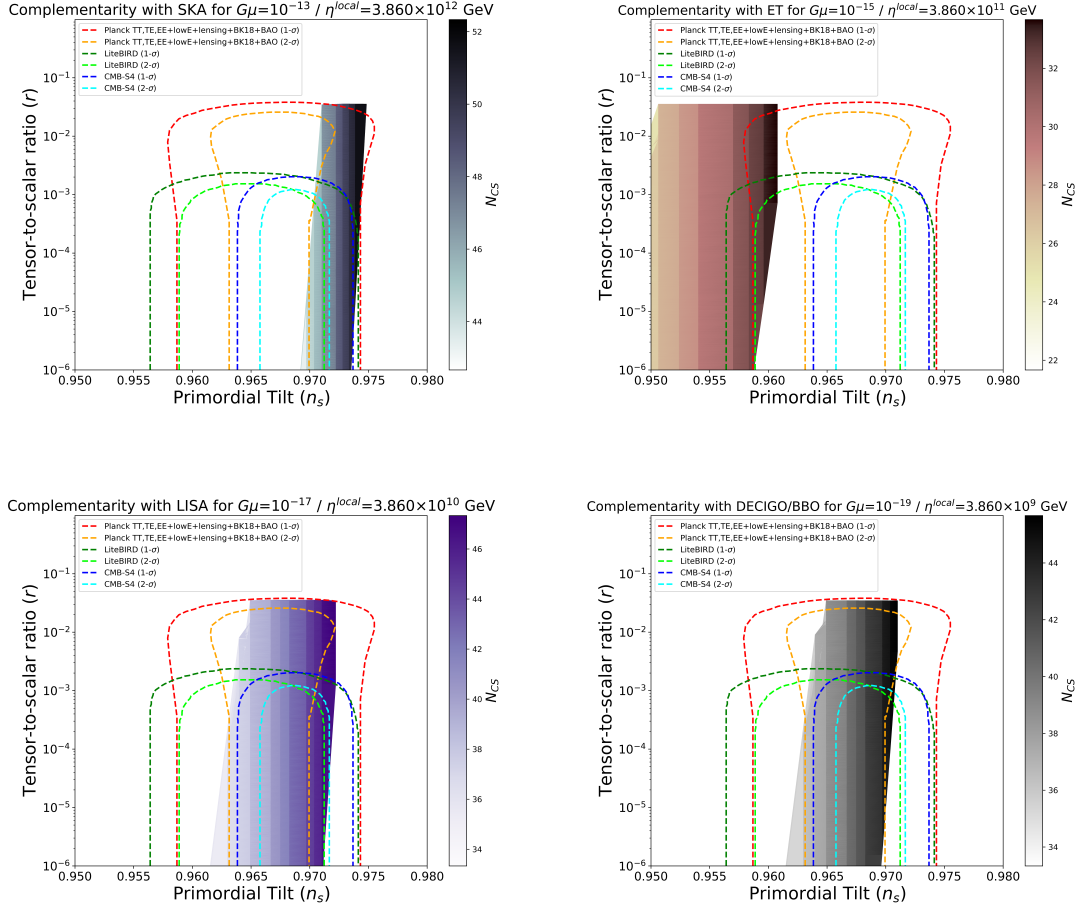 Complementarity with SKA for Gμ=10⁻¹³ / η^local=3.860×10¹² GeV
Planck TT,TE,EE+lowE+lensing+BK18+BAO (1-σ)
Planck TT,TE,EE+lowE+lensing+BK18+BAO (2-σ)
LiteBIRD (1-σ)
LiteBIRD (2-σ)
CMB-S4 (1-σ)
CMB-S4 (2-σ)
Tensor-to-scalar ratio (r)
10⁻¹
10⁻²
10⁻³
10⁻⁴
10⁻⁵
10⁻⁶
0.950 0.955 0.960 0.965 0.970 0.975 0.980
Primordial Tilt (nₛ)
52
50
48
46
44
N_CS
Complementarity with ET for Gμ=10⁻¹⁵ / η^local=3.860×10¹¹ GeV
Planck TT,TE,EE+lowE+lensing+BK18+BAO (1-σ)
Planck TT,TE,EE+lowE+lensing+BK18+BAO (2-σ)
LiteBIRD (1-σ)
LiteBIRD (2-σ)
CMB-S4 (1-σ)
CMB-S4 (2-σ)
Tensor-to-scalar ratio (r)
10⁻¹
10⁻²
10⁻³
10⁻⁴
10⁻⁵
10⁻⁶
0.950 0.955 0.960 0.965 0.970 0.975 0.980
Primordial Tilt (nₛ)
32
30
28
26
24
22
N_CS
Complementarity with LISA for Gμ=10⁻¹⁷ / η^local=3.860×10¹⁰ GeV
Planck TT,TE,EE+lowE+lensing+BK18+BAO (1-σ)
Planck TT,TE,EE+lowE+lensing+BK18+BAO (2-σ)
LiteBIRD (1-σ)
LiteBIRD (2-σ)
CMB-S4 (1-σ)
CMB-S4 (2-σ)
Tensor-to-scalar ratio (r)
10⁻¹
10⁻²
10⁻³
10⁻⁴
10⁻⁵
10⁻⁶
0.950 0.955 0.960 0.965 0.970 0.975 0.980
Primordial Tilt (nₛ)
46
44
42
40
38
36
34
N_CS
Complementarity with DECIGO/BBO for Gμ=10⁻¹⁹ / η^local=3.860×10⁹ GeV
Planck TT,TE,EE+lowE+lensing+BK18+BAO (1-σ)
Planck TT,TE,EE+lowE+lensing+BK18+BAO (2-σ)
LiteBIRD (1-σ)
LiteBIRD (2-σ)
CMB-S4 (1-σ)
CMB-S4 (2-σ)
Tensor-to-scalar ratio (r)
10⁻¹
10⁻²
10⁻³
10⁻⁴
10⁻⁵
10⁻⁶
0.950 0.955 0.960 0.965 0.970 0.975 0.980
Primordial Tilt (nₛ)
44
42
40
38
36
34
N_CS